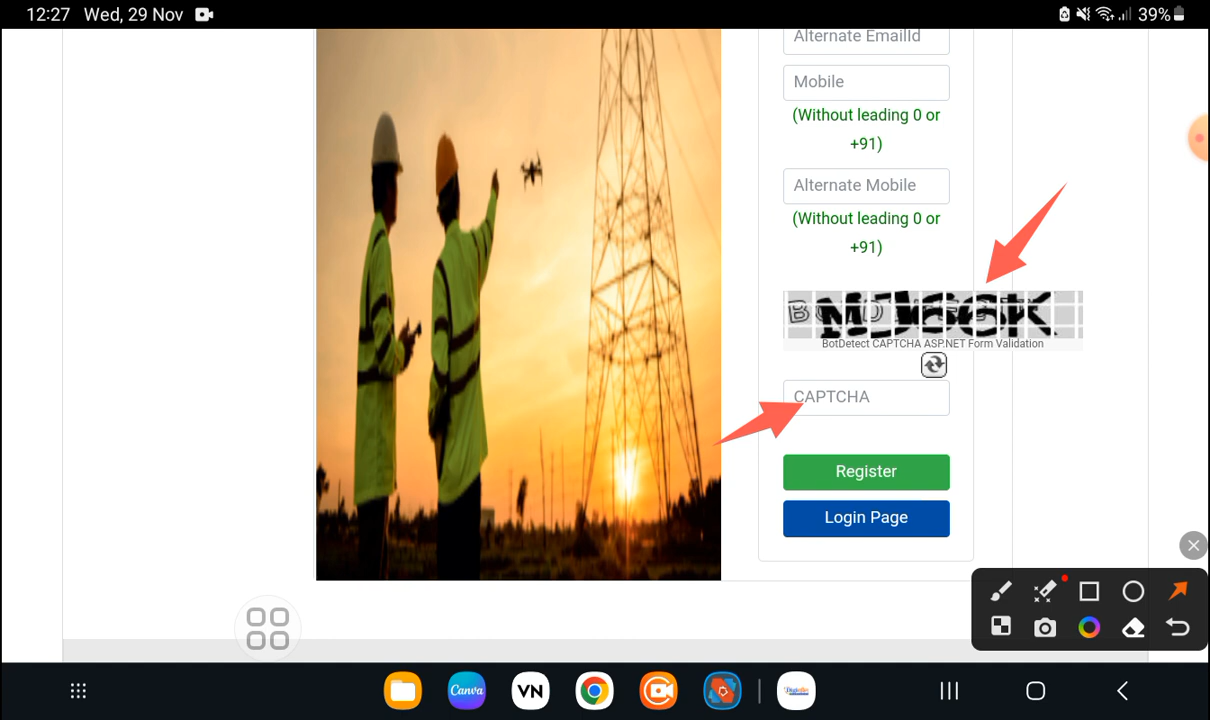 12:27 Wed, 29 Nov 39%
Alternate EmailId
Mobile
(Without leading 0 or
+91)
Alternate Mobile
(Without leading 0 or
+91)
BotDetect CAPTCHA ASP.NET Form Validation
CAPTCHA
Register
Login Page
Canva
VN